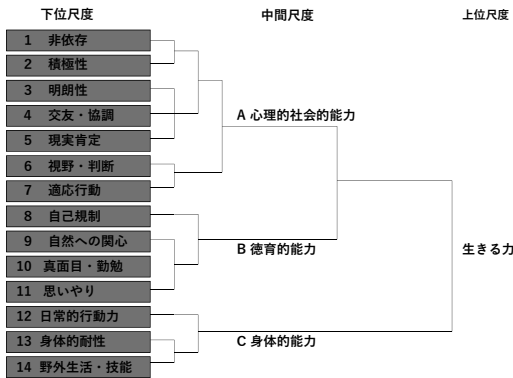 下位尺度 中間尺度 上位尺度
1 非依存
2 積極性
3 明朗性
4 交友・協調
A 心理的社会的能力
5 現実肯定
6 視野・判断
7 適応行動
8 自己規制
9 自然への関心
B 徳育的能力
生きる力
10 真面目・勤勉
11 思いやり
12 日常的行動力
13 身体的耐性
C 身体的能力
14 野外生活・技能